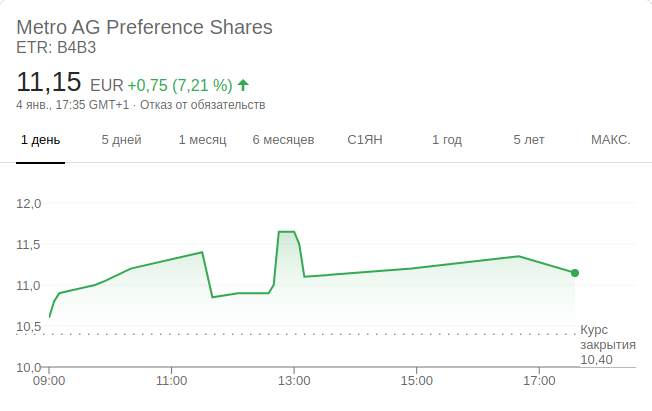 Metro AG Preference Shares
ETR: B4B3
11,15 EUR +0,75 (7,21 %)
4 янв., 17:35 GMT+1 · Отказ от обязательств
1 день 5 дней 1 месяц 6 месяцев С1ЯН 1 год 5 лет МАКС.
12,0
11,5
11,0
10,5
10,0
Курс
закрытия
10,40
09:00 11:00 13:00 15:00 17:00